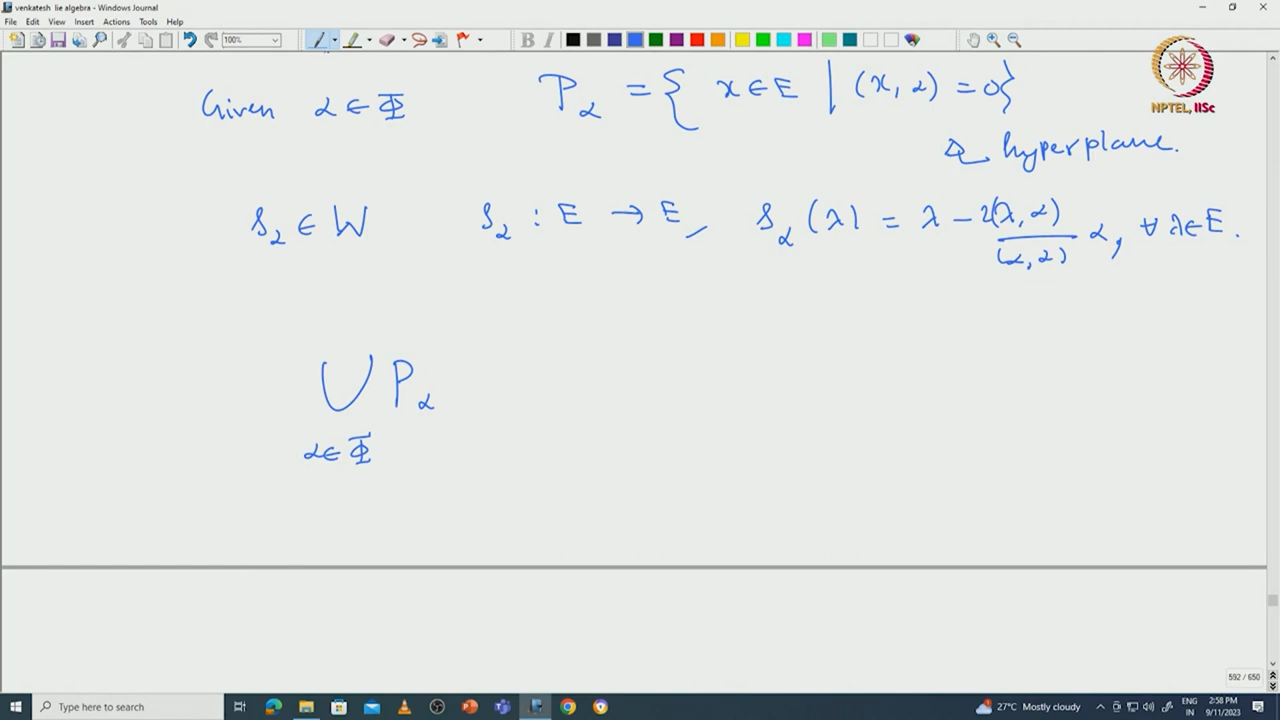 venkatesh lie algebra - Windows Journal
File Edit View Insert Actions Tools Help
100%
NPTEL, IISc
Given α ∈ Φ P_α = { x ∈ E | (x, α) = 0 }
hyperplane.
s_α ∈ W s_α : E → E, s_α(λ) = λ − 2(λ, α)/(α, α) α, ∀ λ ∈ E.
⋃ P_α
α ∈ Φ
592 / 650
Type here to search
27°C Mostly cloudy
ENG
IN
2:58 PM
9/11/2023